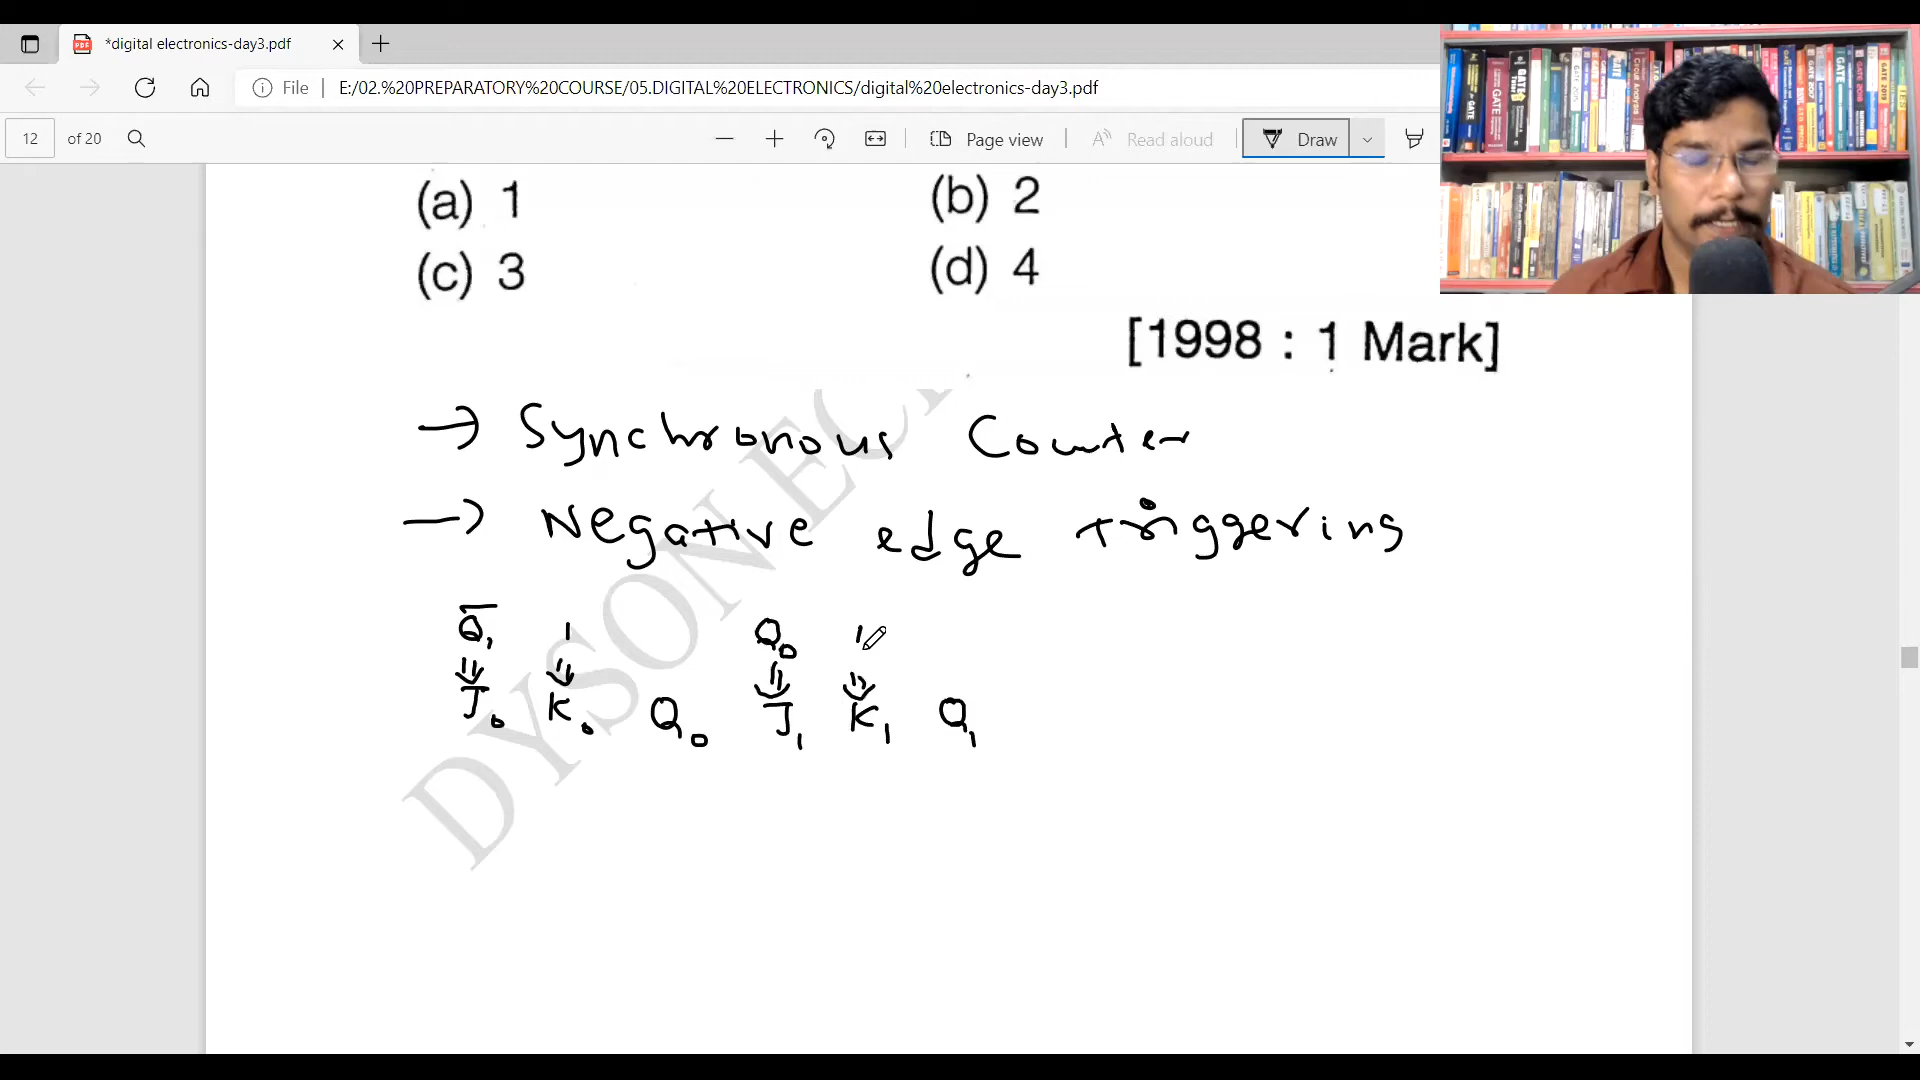 *digital electronics-day3.pdf
File E:/02.%20PREPARATORY%20COURSE/05.DIGITAL%20ELECTRONICS/digital%20electronics-day3.pdf
12 of 20 Page view Read aloud Draw
(a) 1 (b) 2
(c) 3 (d) 4
[1998 : 1 Mark]
→ Synchronous Counter
→ Negative edge triggering
Q̅₁ 1 Q₀ 1
J₀ K₀ Q₀ J₁ K₁ Q₁
DYSON EC